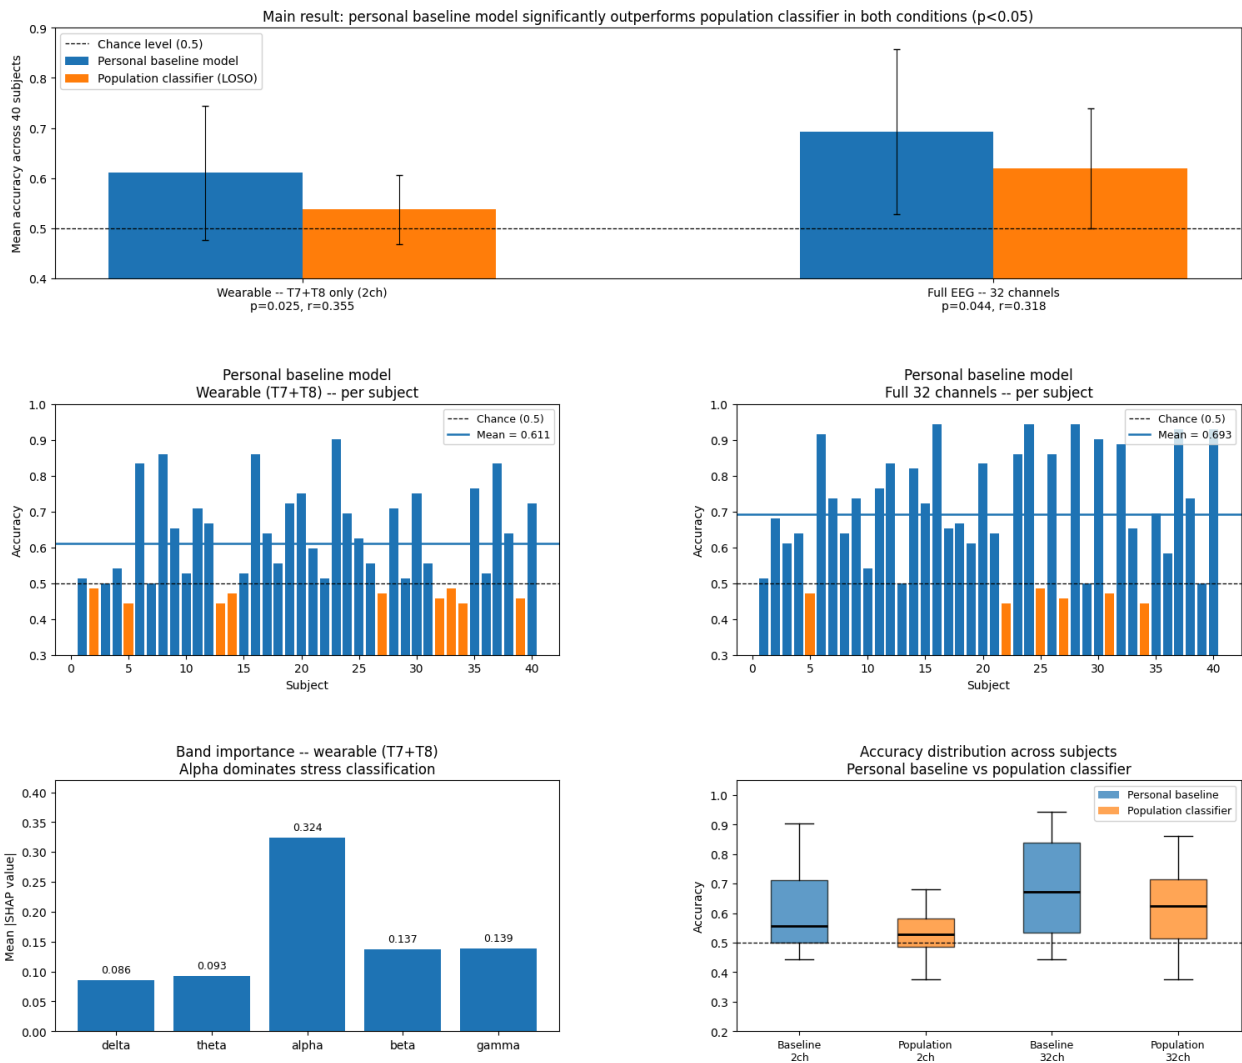 Main result: personal baseline model significantly outperforms population classifier in both conditions (p<0.05)
Mean accuracy across 40 subjects
0.9
0.8
0.7
0.6
0.5
0.4
Chance level (0.5)
Personal baseline model
Population classifier (LOSO)
Wearable -- T7+T8 only (2ch)
p=0.025, r=0.355
Full EEG -- 32 channels
p=0.044, r=0.318
Personal baseline model
Wearable (T7+T8) -- per subject
Accuracy
1.0
0.9
0.8
0.7
0.6
0.5
0.4
0.3
Chance (0.5)
Mean = 0.611
0 5 10 15 20 25 30 35 40
Subject
Personal baseline model
Full 32 channels -- per subject
Accuracy
1.0
0.9
0.8
0.7
0.6
0.5
0.4
0.3
Chance (0.5)
Mean = 0.693
0 5 10 15 20 25 30 35 40
Subject
Band importance -- wearable (T7+T8)
Alpha dominates stress classification
Mean |SHAP value|
0.40
0.35
0.30
0.25
0.20
0.15
0.10
0.05
0.00
0.086
0.093
0.324
0.137
0.139
delta theta alpha beta gamma
Accuracy distribution across subjects
Personal baseline vs population classifier
Accuracy
1.0
0.9
0.8
0.7
0.6
0.5
0.4
0.3
0.2
Personal baseline
Population classifier
Baseline
2ch
Population
2ch
Baseline
32ch
Population
32ch